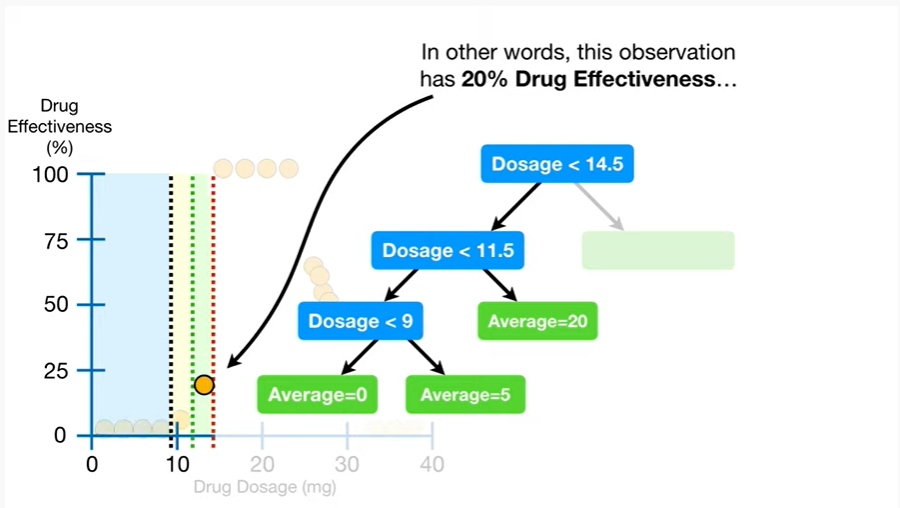 In other words, this observation
has 20% Drug Effectiveness…
Drug
Effectiveness
(%)
100
75
50
25
0
0 10 20 30 40
Drug Dosage (mg)
Dosage < 14.5
Dosage < 11.5
Dosage < 9
Average=20
Average=0
Average=5